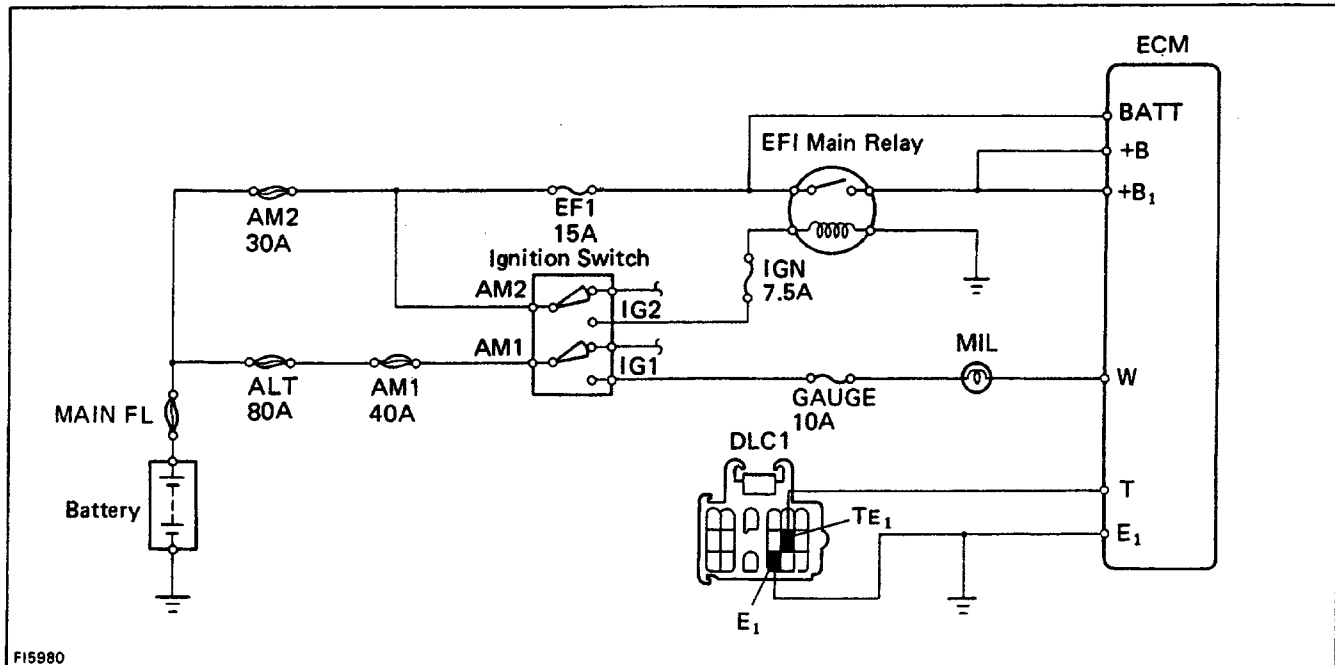 ECM
BATT
+B
+B₁
EFI Main Relay
AM2
30A
EF1
15A
Ignition Switch
IGN
7.5A
AM2
IG2
AM1
IG1
MIL
W
ALT
80A
AM1
40A
GAUGE
10A
MAIN FL
DLC1
Battery
T
TE₁
E₁
E₁
FI5980